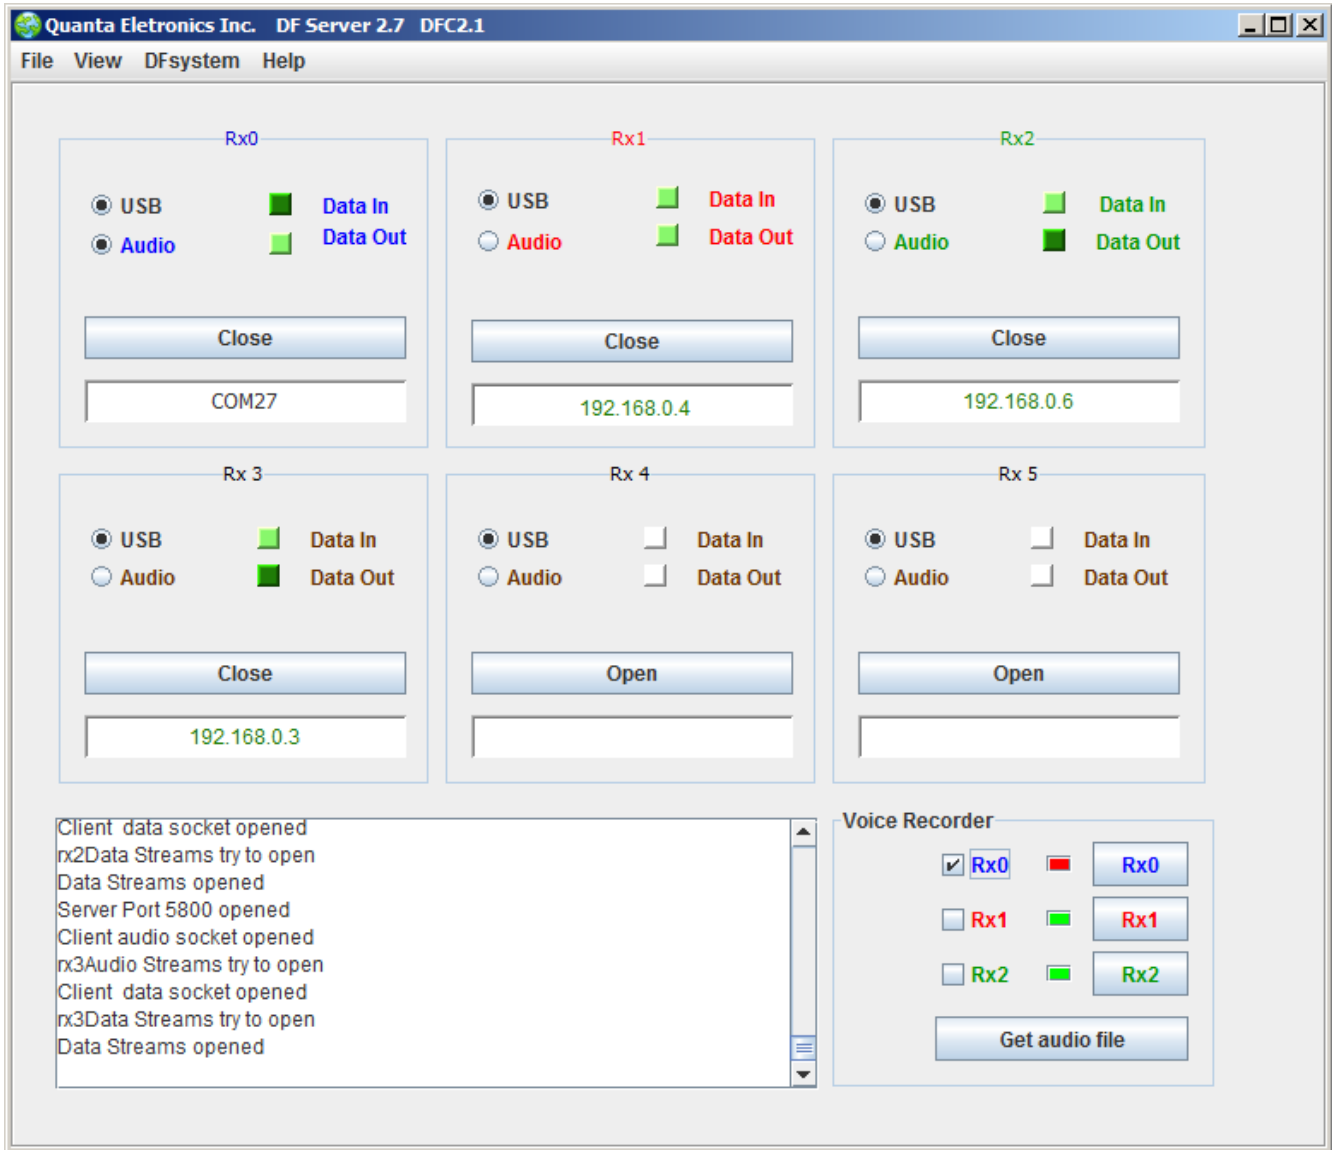 Quanta Eletronics Inc.   DF Server 2.7   DFC2.1
File View DFsystem Help
Rx0
USB Data In
Audio Data Out
Close
COM27
Rx1
USB Data In
Audio Data Out
Close
192.168.0.4
Rx2
USB Data In
Audio Data Out
Close
192.168.0.6
Rx 3
USB Data In
Audio Data Out
Close
192.168.0.3
Rx 4
USB Data In
Audio Data Out
Open
Rx 5
USB Data In
Audio Data Out
Open
Client  data socket opened
rx2Data Streams try to open
Data Streams opened
Server Port 5800 opened
Client audio socket opened
rx3Audio Streams try to open
Client  data socket opened
rx3Data Streams try to open
Data Streams opened
Voice Recorder
Rx0 Rx0
Rx1 Rx1
Rx2 Rx2
Get audio file